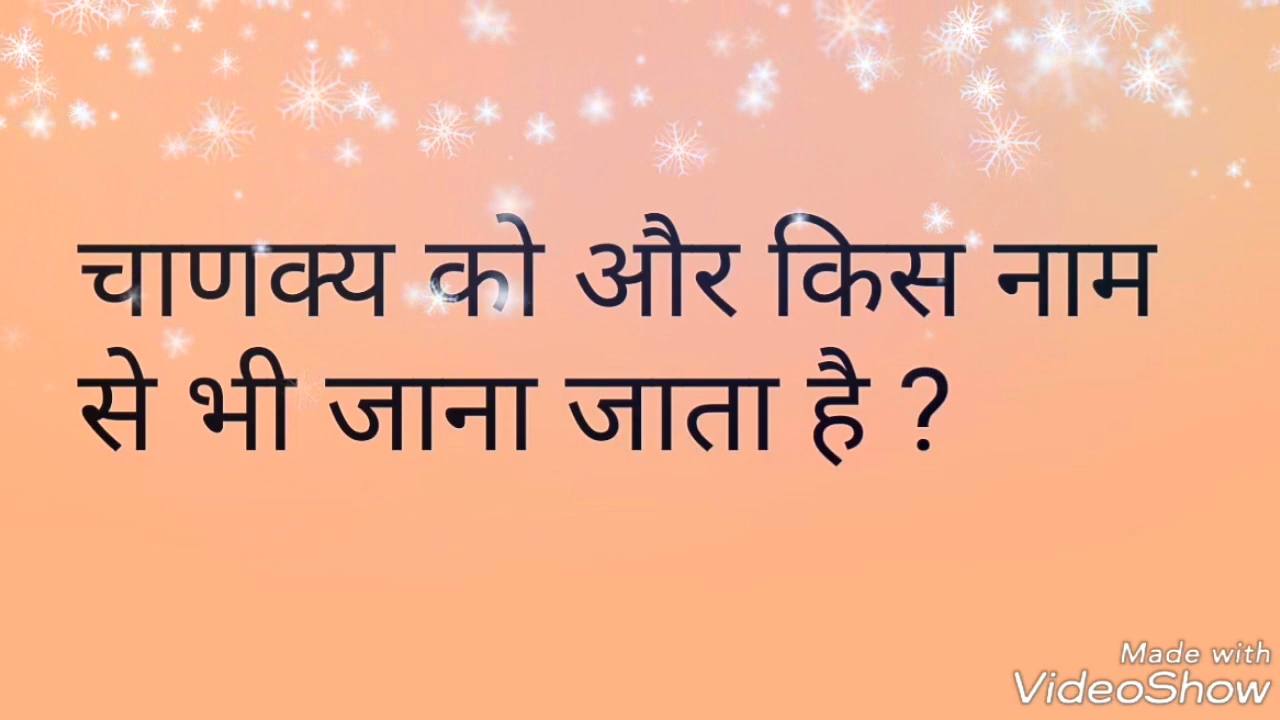 चाणक्य को और किस नाम
से भी जाना जाता है ?
Made with
VideoShow